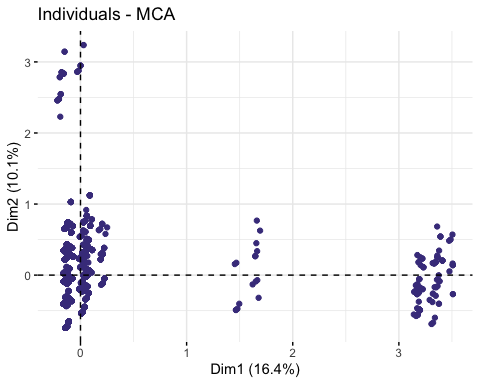 Individuals - MCA
3
2
1
0
Dim2 (10.1%)
0
1
2
3
Dim1 (16.4%)